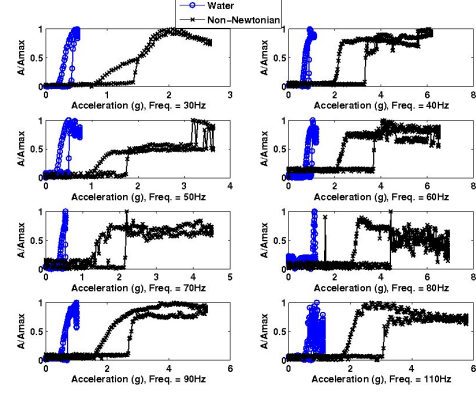 Water
Non-Newtonian
A/Amax
1
0.5
0
0 1 2 3
Acceleration (g), Freq. = 30Hz
A/Amax
1
0.5
0
0 2 4 6 8
Acceleration (g), Freq. = 40Hz
A/Amax
1
0.5
0
0 1 2 3 4
Acceleration (g), Freq. = 50Hz
A/Amax
1
0.5
0
0 2 4 6 8
Acceleration (g), Freq. = 60Hz
A/Amax
1
0.5
0
0 1 2 3 4 5
Acceleration (g), Freq. = 70Hz
A/Amax
1
0.5
0
0 2 4 6 8
Acceleration (g), Freq. = 80Hz
A/Amax
1
0.5
0
0 2 4 6
Acceleration (g), Freq. = 90Hz
A/Amax
1
0.5
0
0 1 2 3 4 5 6
Acceleration (g), Freq. = 110Hz